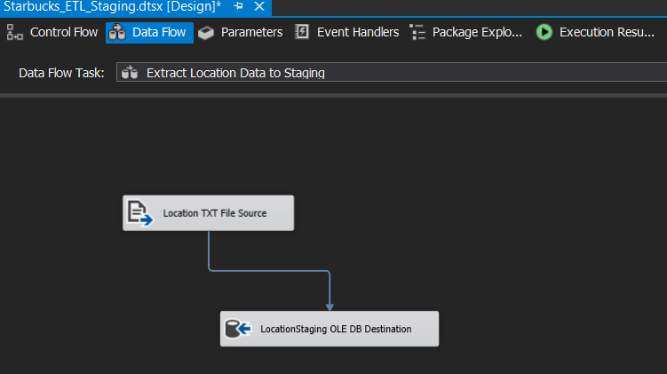 Starbucks_ETL_Staging.dtsx [Design]*
Control Flow Data Flow Parameters Event Handlers Package Explo... Execution Resu...
Data Flow Task: Extract Location Data to Staging
Location TXT File Source
LocationStaging OLE DB Destination